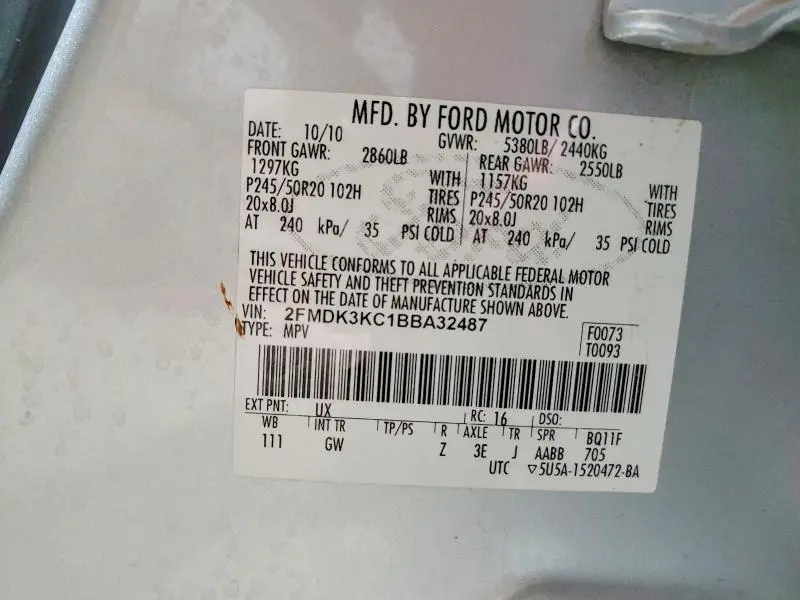 MFD. BY FORD MOTOR CO.
DATE: 10/10 GVWR: 5380LB/ 2440KG
FRONT GAWR: 2860LB REAR GAWR: 2550LB
1297KG WITH 1157KG WITH
P245/50R20 102H TIRES P245/50R20 102H TIRES
20x8.0J RIMS 20x8.0J RIMS
AT 240 kPa/ 35 PSI COLD AT 240 kPa/ 35 PSI COLD
THIS VEHICLE CONFORMS TO ALL APPLICABLE FEDERAL MOTOR
VEHICLE SAFETY AND THEFT PREVENTION STANDARDS IN
EFFECT ON THE DATE OF MANUFACTURE SHOWN ABOVE.
VIN: 2FMDK3KC1BBA32487
TYPE: MPV
F0073
T0093
EXT PNT: UX RC: 16 DSO:
WB INT TR TP/PS R AXLE TR SPR BQ11F
111 GW Z 3E J AABB 705
UTC ▽5U5A-1520472-BA